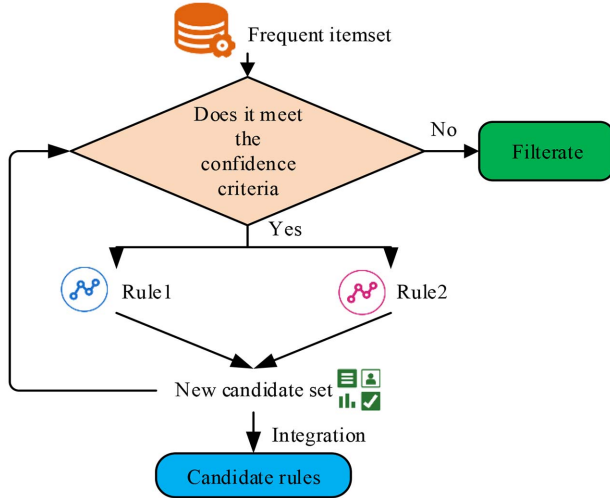 Frequent itemset
Does it meet
the
confidence
criteria
No
Filterate
Yes
Rule1
Rule2
New candidate set
Integration
Candidate rules